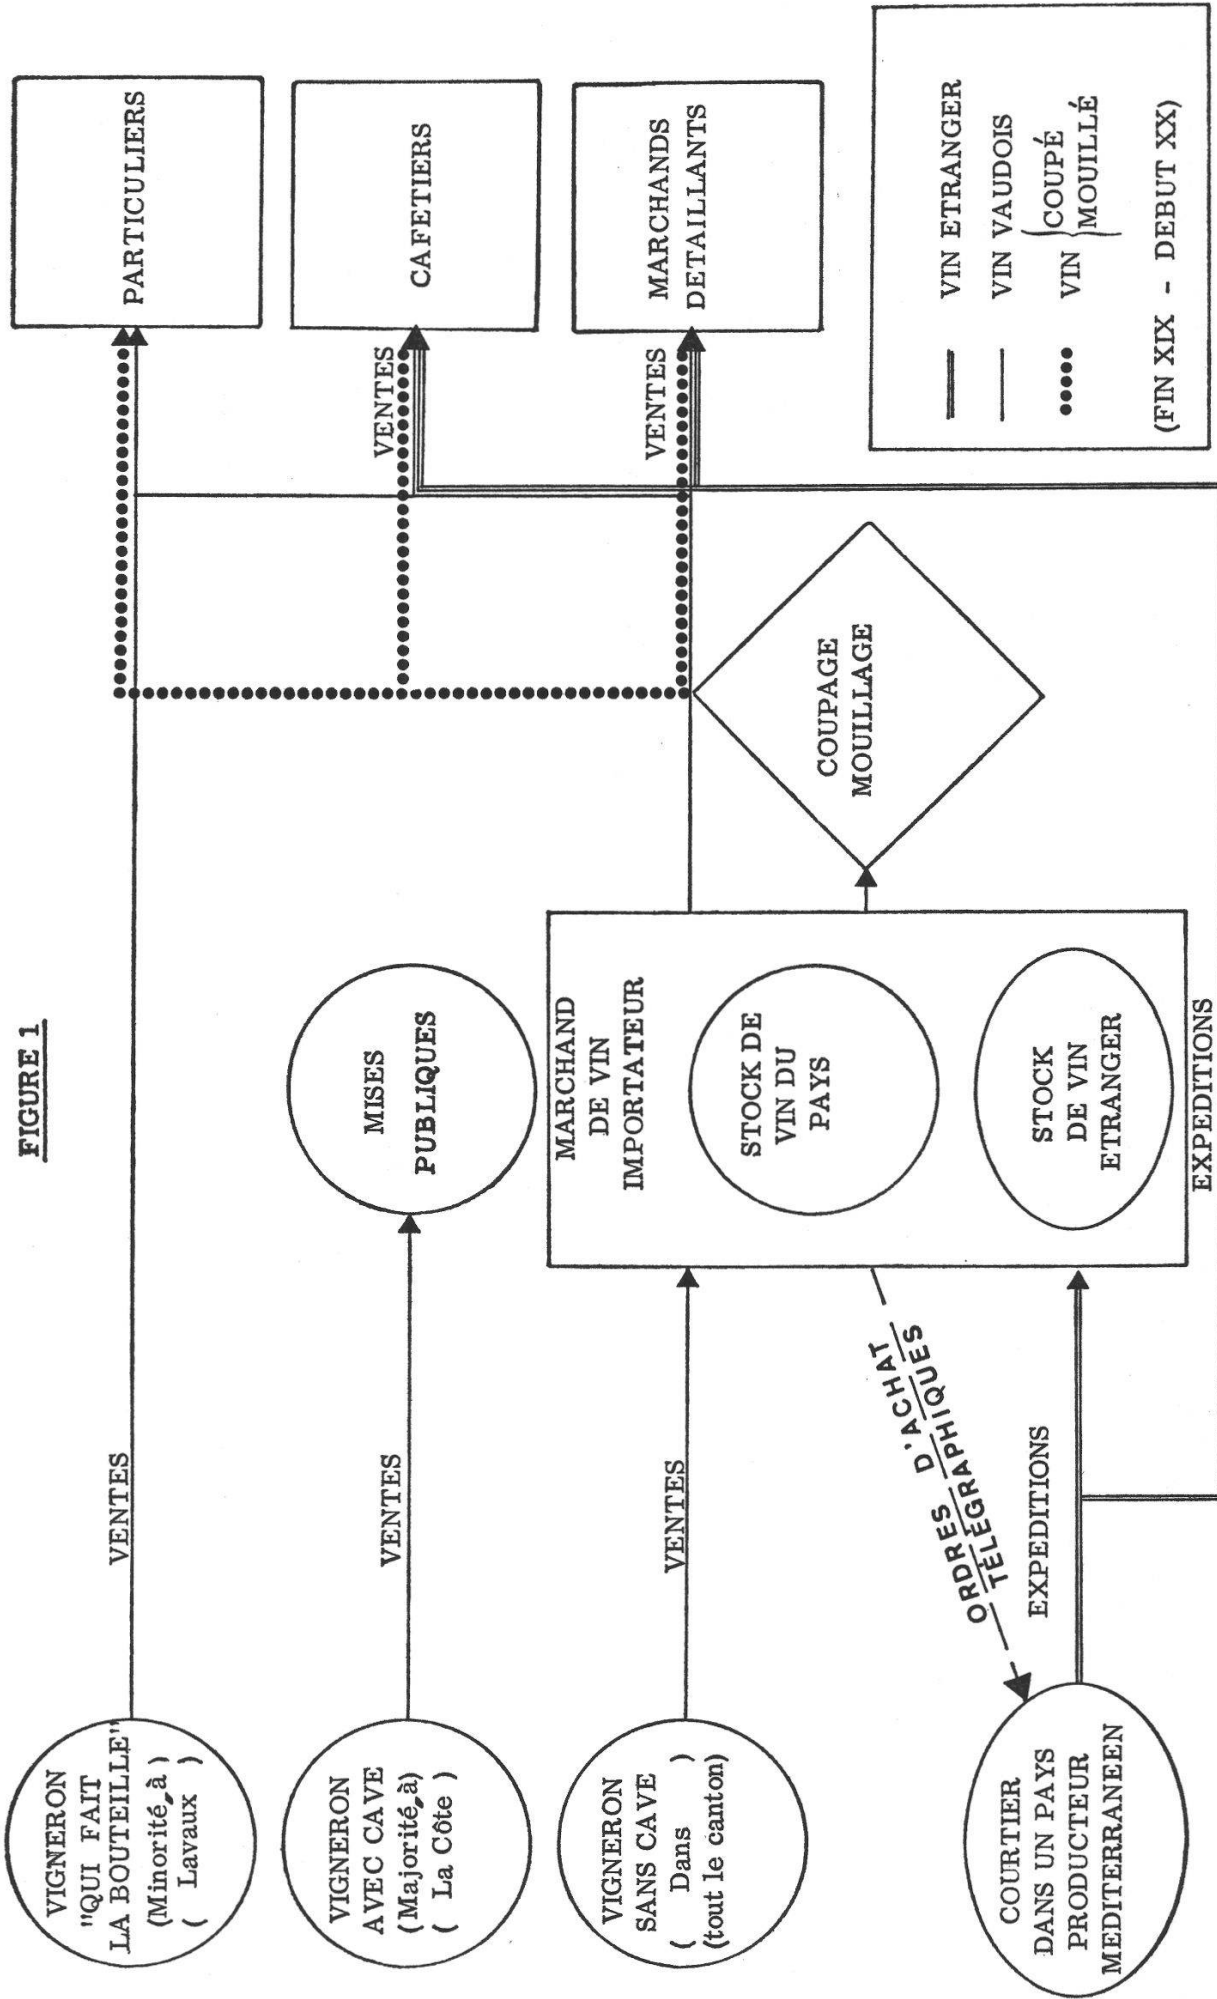 FIGURE 1
VIGNERON
"QUI FAIT
LA BOUTEILLE"
(Minorité à )
( Lavaux )
VENTES
PARTICULIERS
VIGNERON
AVEC CAVE
(Majorité à)
( La Côte )
VENTES
MISES
PUBLIQUES
VENTES
CAFETIERS
VIGNERON
SANS CAVE
( Dans )
(tout le canton)
VENTES
MARCHAND
DE VIN
IMPORTATEUR
STOCK DE
VIN DU
PAYS
STOCK
DE VIN
ETRANGER
VENTES
MARCHANDS
DETAILLANTS
COUPAGE
MOUILLAGE
ORDRES D'ACHAT
TÉLÉGRAPHIQUES
COURTIER
DANS UN PAYS
PRODUCTEUR
MEDITERRANEEN
EXPEDITIONS
EXPEDITIONS
VIN ETRANGER
VIN VAUDOIS
VIN {COUPÉ
MOUILLÉ
(FIN XIX - DEBUT XX)